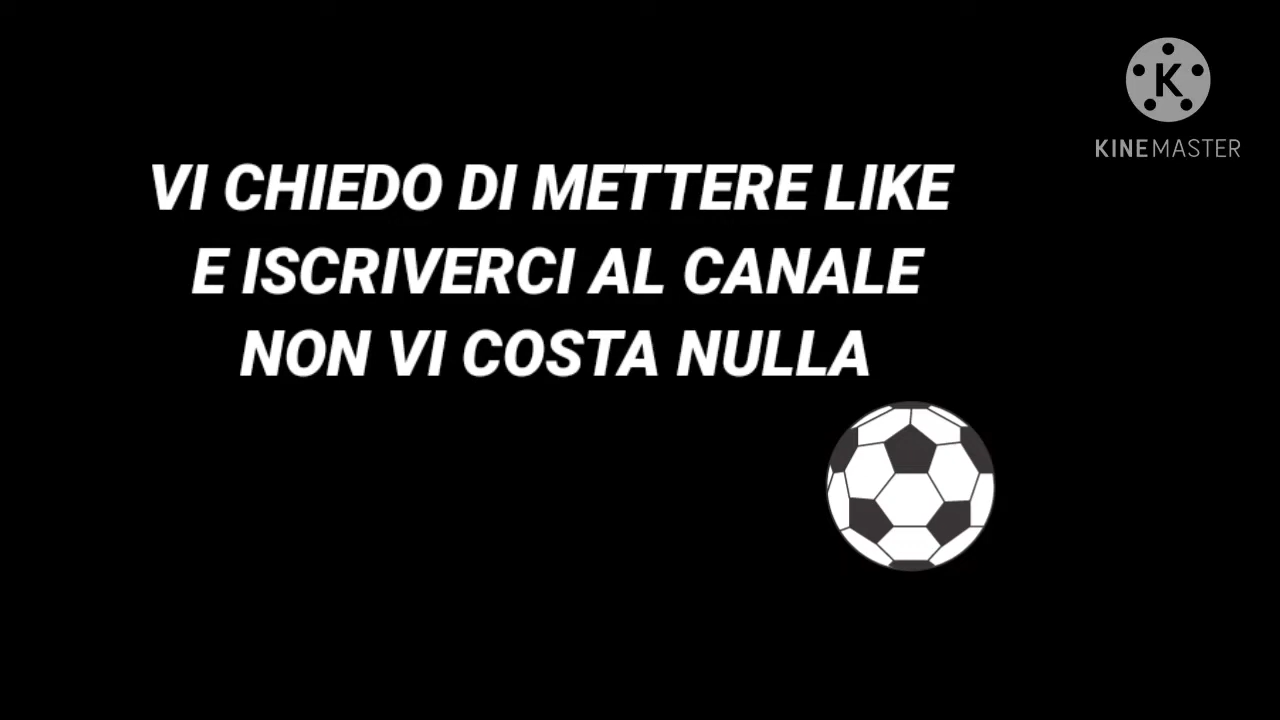 K
KINEMASTER
VI CHIEDO DI METTERE LIKE
E ISCRIVERCI AL CANALE
NON VI COSTA NULLA